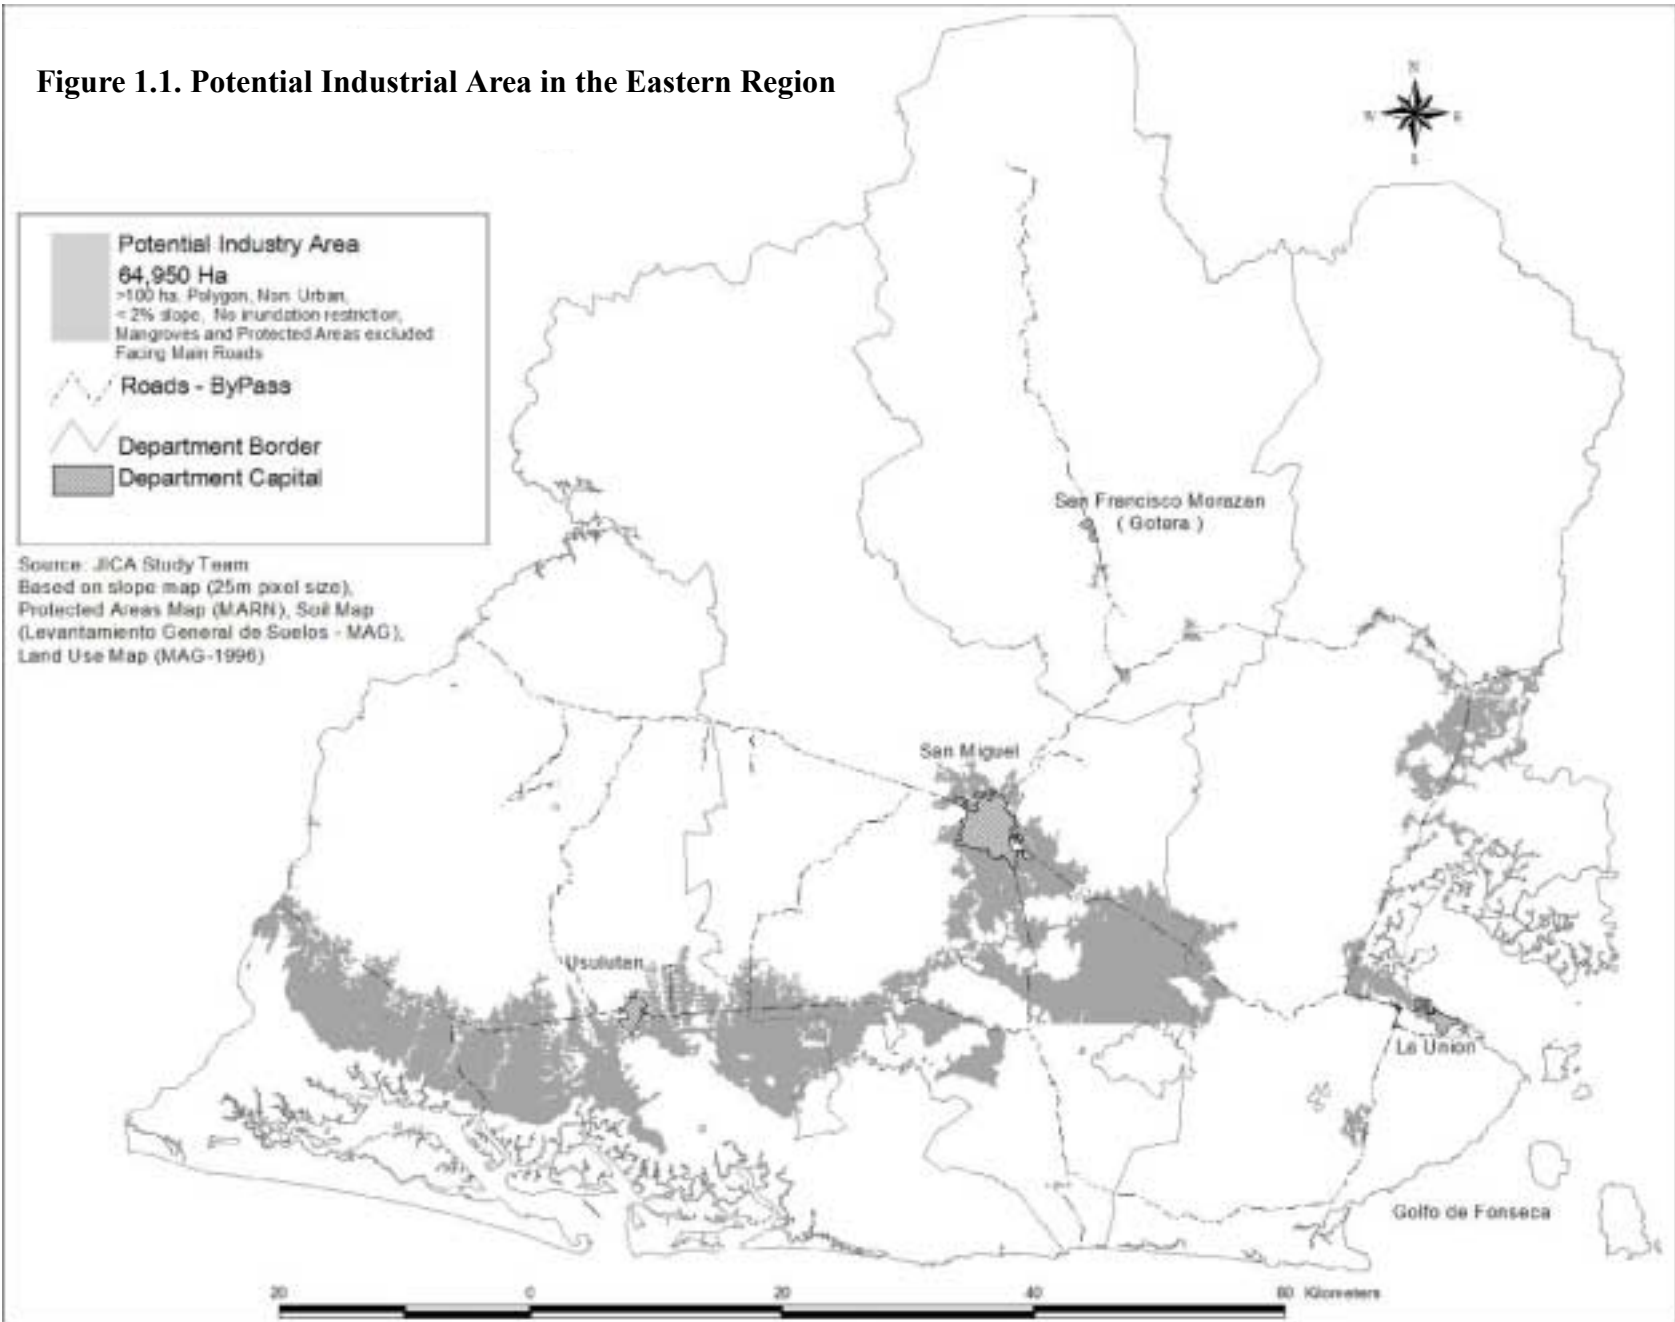 Figure 1.1. Potential Industrial Area in the Eastern Region
N
W E
S
Potential Industry Area
64,950 Ha
>100 ha. Polygon, Non Urban,
< 2% slope, No inundation restriction,
Mangroves and Protected Areas excluded
Facing Main Roads
Roads - ByPass
Department Border
Department Capital
Source: JICA Study Team
Based on slope map (25m pixel size),
Protected Areas Map (MARN), Soil Map
(Levantamiento General de Suelos - MAG),
Land Use Map (MAG-1996)
San Francisco Morazan
( Gotera )
San Miguel
Usulutan
La Union
Golfo de Fonseca
20 0 20 40 60 Kilometers